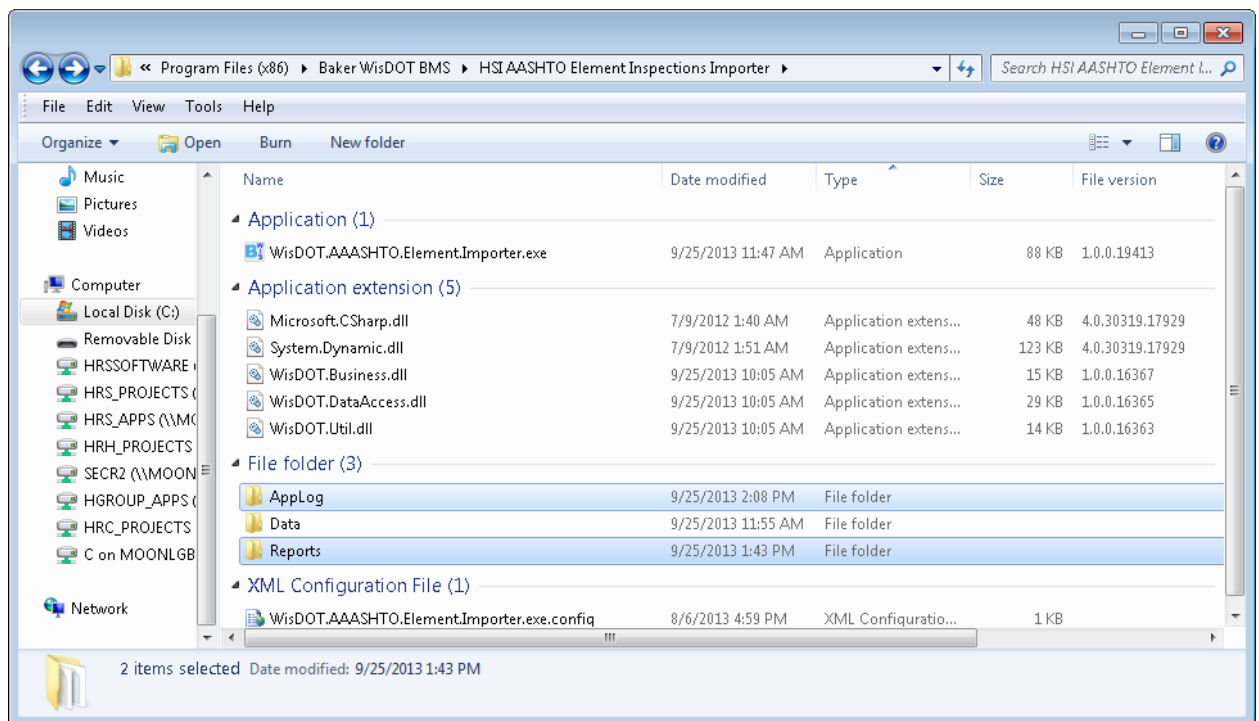 « Program Files (x86) ▸ Baker WisDOT BMS ▸ HSI AASHTO Element Inspections Importer ▸ Search HSI AASHTO Element I...
File Edit View Tools Help
Organize Open Burn New folder
Name Date modified Type Size File version
Music
Pictures
Videos
Computer
Local Disk (C:)
Removable Disk
HRSSOFTWARE
HRS_PROJECTS (
HRS_APPS (\\MO
HRH_PROJECTS
SECR2 (\\MOON
HGROUP_APPS (
HRC_PROJECTS
C on MOONLGB
Network
Application (1)
WisDOT.AAASHTO.Element.Importer.exe 9/25/2013 11:47 AM Application 88 KB 1.0.0.19413
Application extension (5)
Microsoft.CSharp.dll 7/9/2012 1:40 AM Application extens... 48 KB 4.0.30319.17929
System.Dynamic.dll 7/9/2012 1:51 AM Application extens... 123 KB 4.0.30319.17929
WisDOT.Business.dll 9/25/2013 10:05 AM Application extens... 15 KB 1.0.0.16367
WisDOT.DataAccess.dll 9/25/2013 10:05 AM Application extens... 29 KB 1.0.0.16365
WisDOT.Util.dll 9/25/2013 10:05 AM Application extens... 14 KB 1.0.0.16363
File folder (3)
AppLog 9/25/2013 2:08 PM File folder
Data 9/25/2013 11:55 AM File folder
Reports 9/25/2013 1:43 PM File folder
XML Configuration File (1)
WisDOT.AAASHTO.Element.Importer.exe.config 8/6/2013 4:59 PM XML Configuratio... 1 KB
2 items selected Date modified: 9/25/2013 1:43 PM